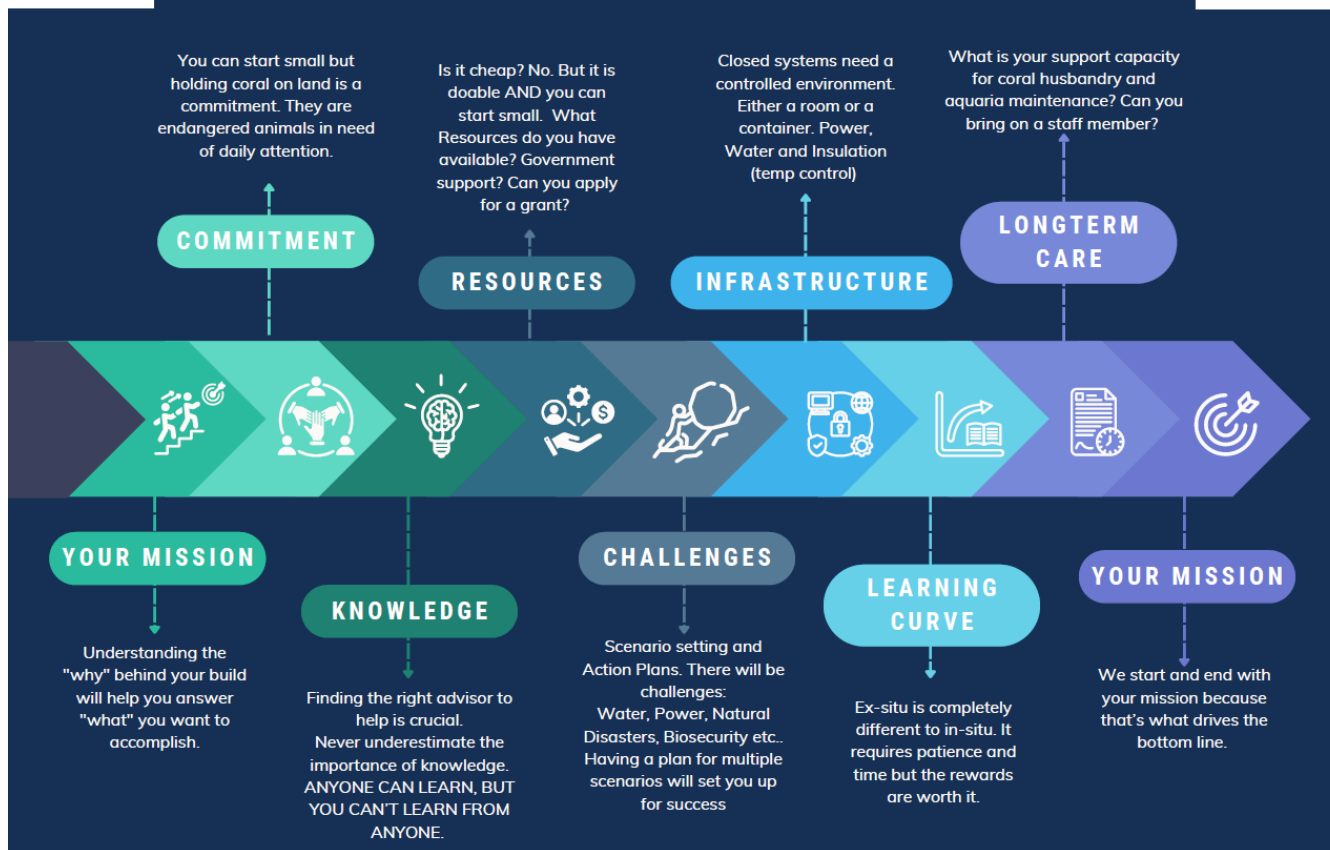 You can start small but
holding coral on land is a
commitment. They are
endangered animals in need
of daily attention.
COMMITMENT
Is it cheap? No. But it is
doable AND you can
start small. What
Resources do you have
available? Government
support? Can you apply
for a grant?
RESOURCES
Closed systems need a
controlled environment.
Either a room or a
container. Power,
Water and Insulation
(temp control)
INFRASTRUCTURE
What is your support capacity
for coral husbandry and
aquaria maintenance? Can you
bring on a staff member?
LONGTERM
CARE
$
YOUR MISSION
Understanding the
"why" behind your build
will help you answer
"what" you want to
accomplish.
KNOWLEDGE
Finding the right advisor to
help is crucial.
Never underestimate the
importance of knowledge.
ANYONE CAN LEARN, BUT
YOU CAN'T LEARN FROM
ANYONE.
CHALLENGES
Scenario setting and
Action Plans. There will be
challenges:
Water, Power, Natural
Disasters, Biosecurity etc..
Having a plan for multiple
scenarios will set you up
for success
LEARNING
CURVE
Ex-situ is completely
different to in-situ. It
requires patience and
time but the rewards
are worth it.
YOUR MISSION
We start and end with
your mission because
that's what drives the
bottom line.